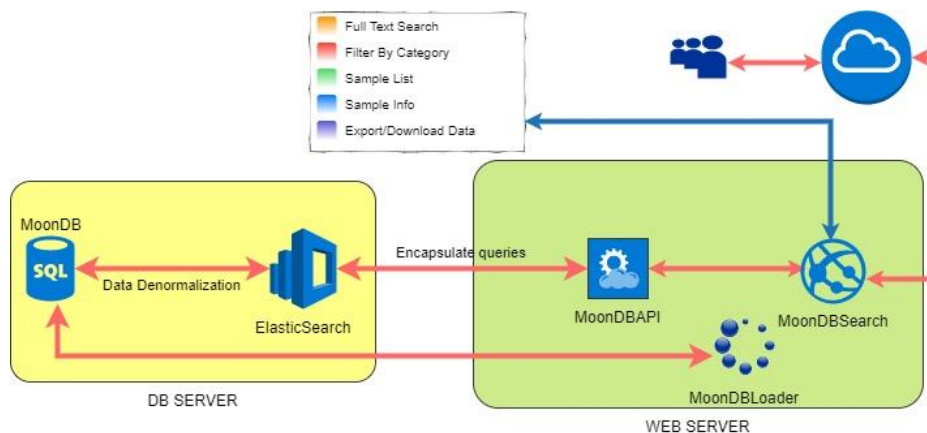 Full Text Search
Filter By Category
Sample List
Sample Info
Export/Download Data
MoonDB
SQL
Data Denormalization
ElasticSearch
Encapsulate queries
MoonDBAPI
MoonDBSearch
MoonDBLoader
DB SERVER
WEB SERVER